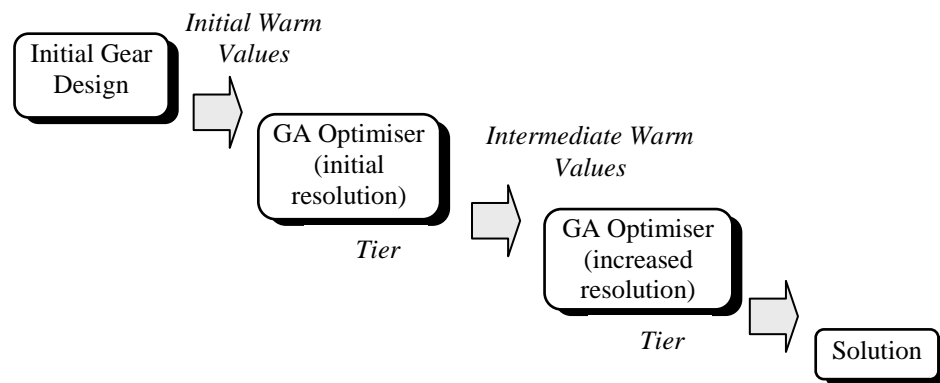 Initial Gear
Design
Initial Warm
Values
GA Optimiser
(initial
resolution)
Tier
Intermediate Warm
Values
GA Optimiser
(increased
resolution)
Tier
Solution